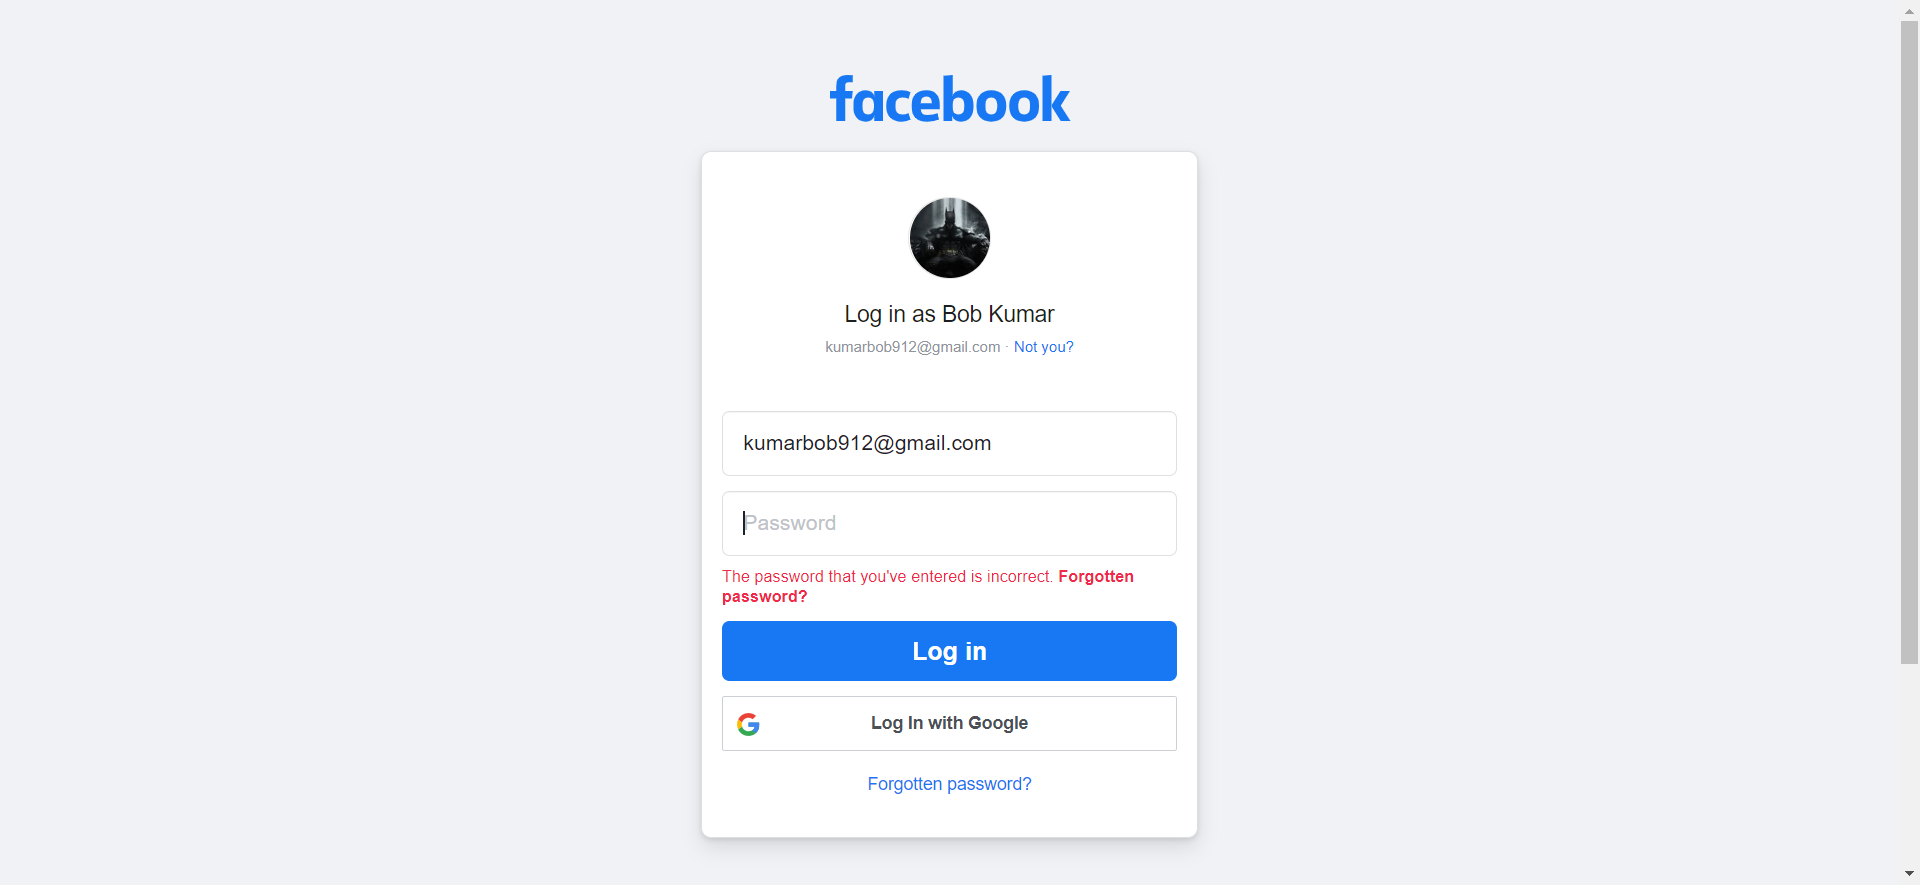 facebook
Log in as Bob Kumar
kumarbob912@gmail.com · Not you?
kumarbob912@gmail.com
Password
The password that you've entered is incorrect. Forgotten
password?
Log in
Log In with Google
Forgotten password?